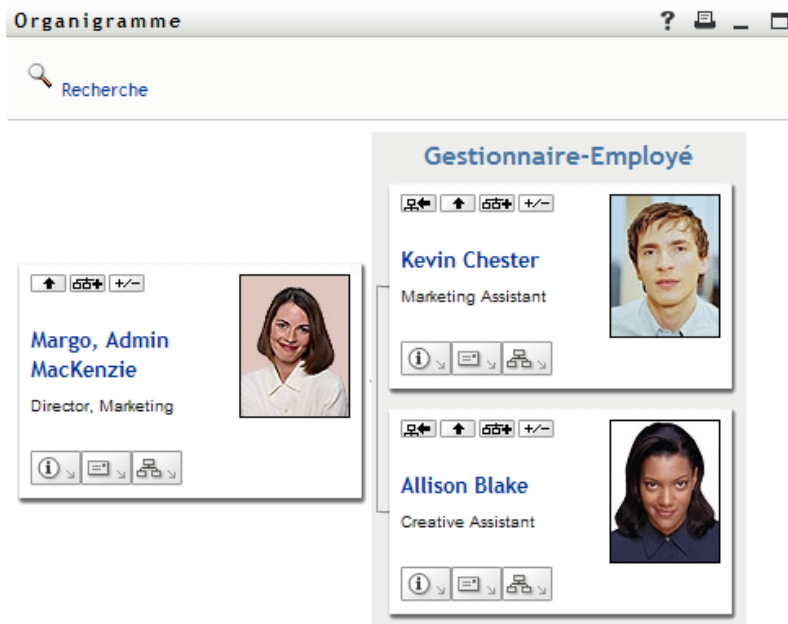 Organigramme
Recherche
Gestionnaire-Employé
Kevin Chester
Marketing Assistant
Margo, Admin
MacKenzie
Director, Marketing
Allison Blake
Creative Assistant